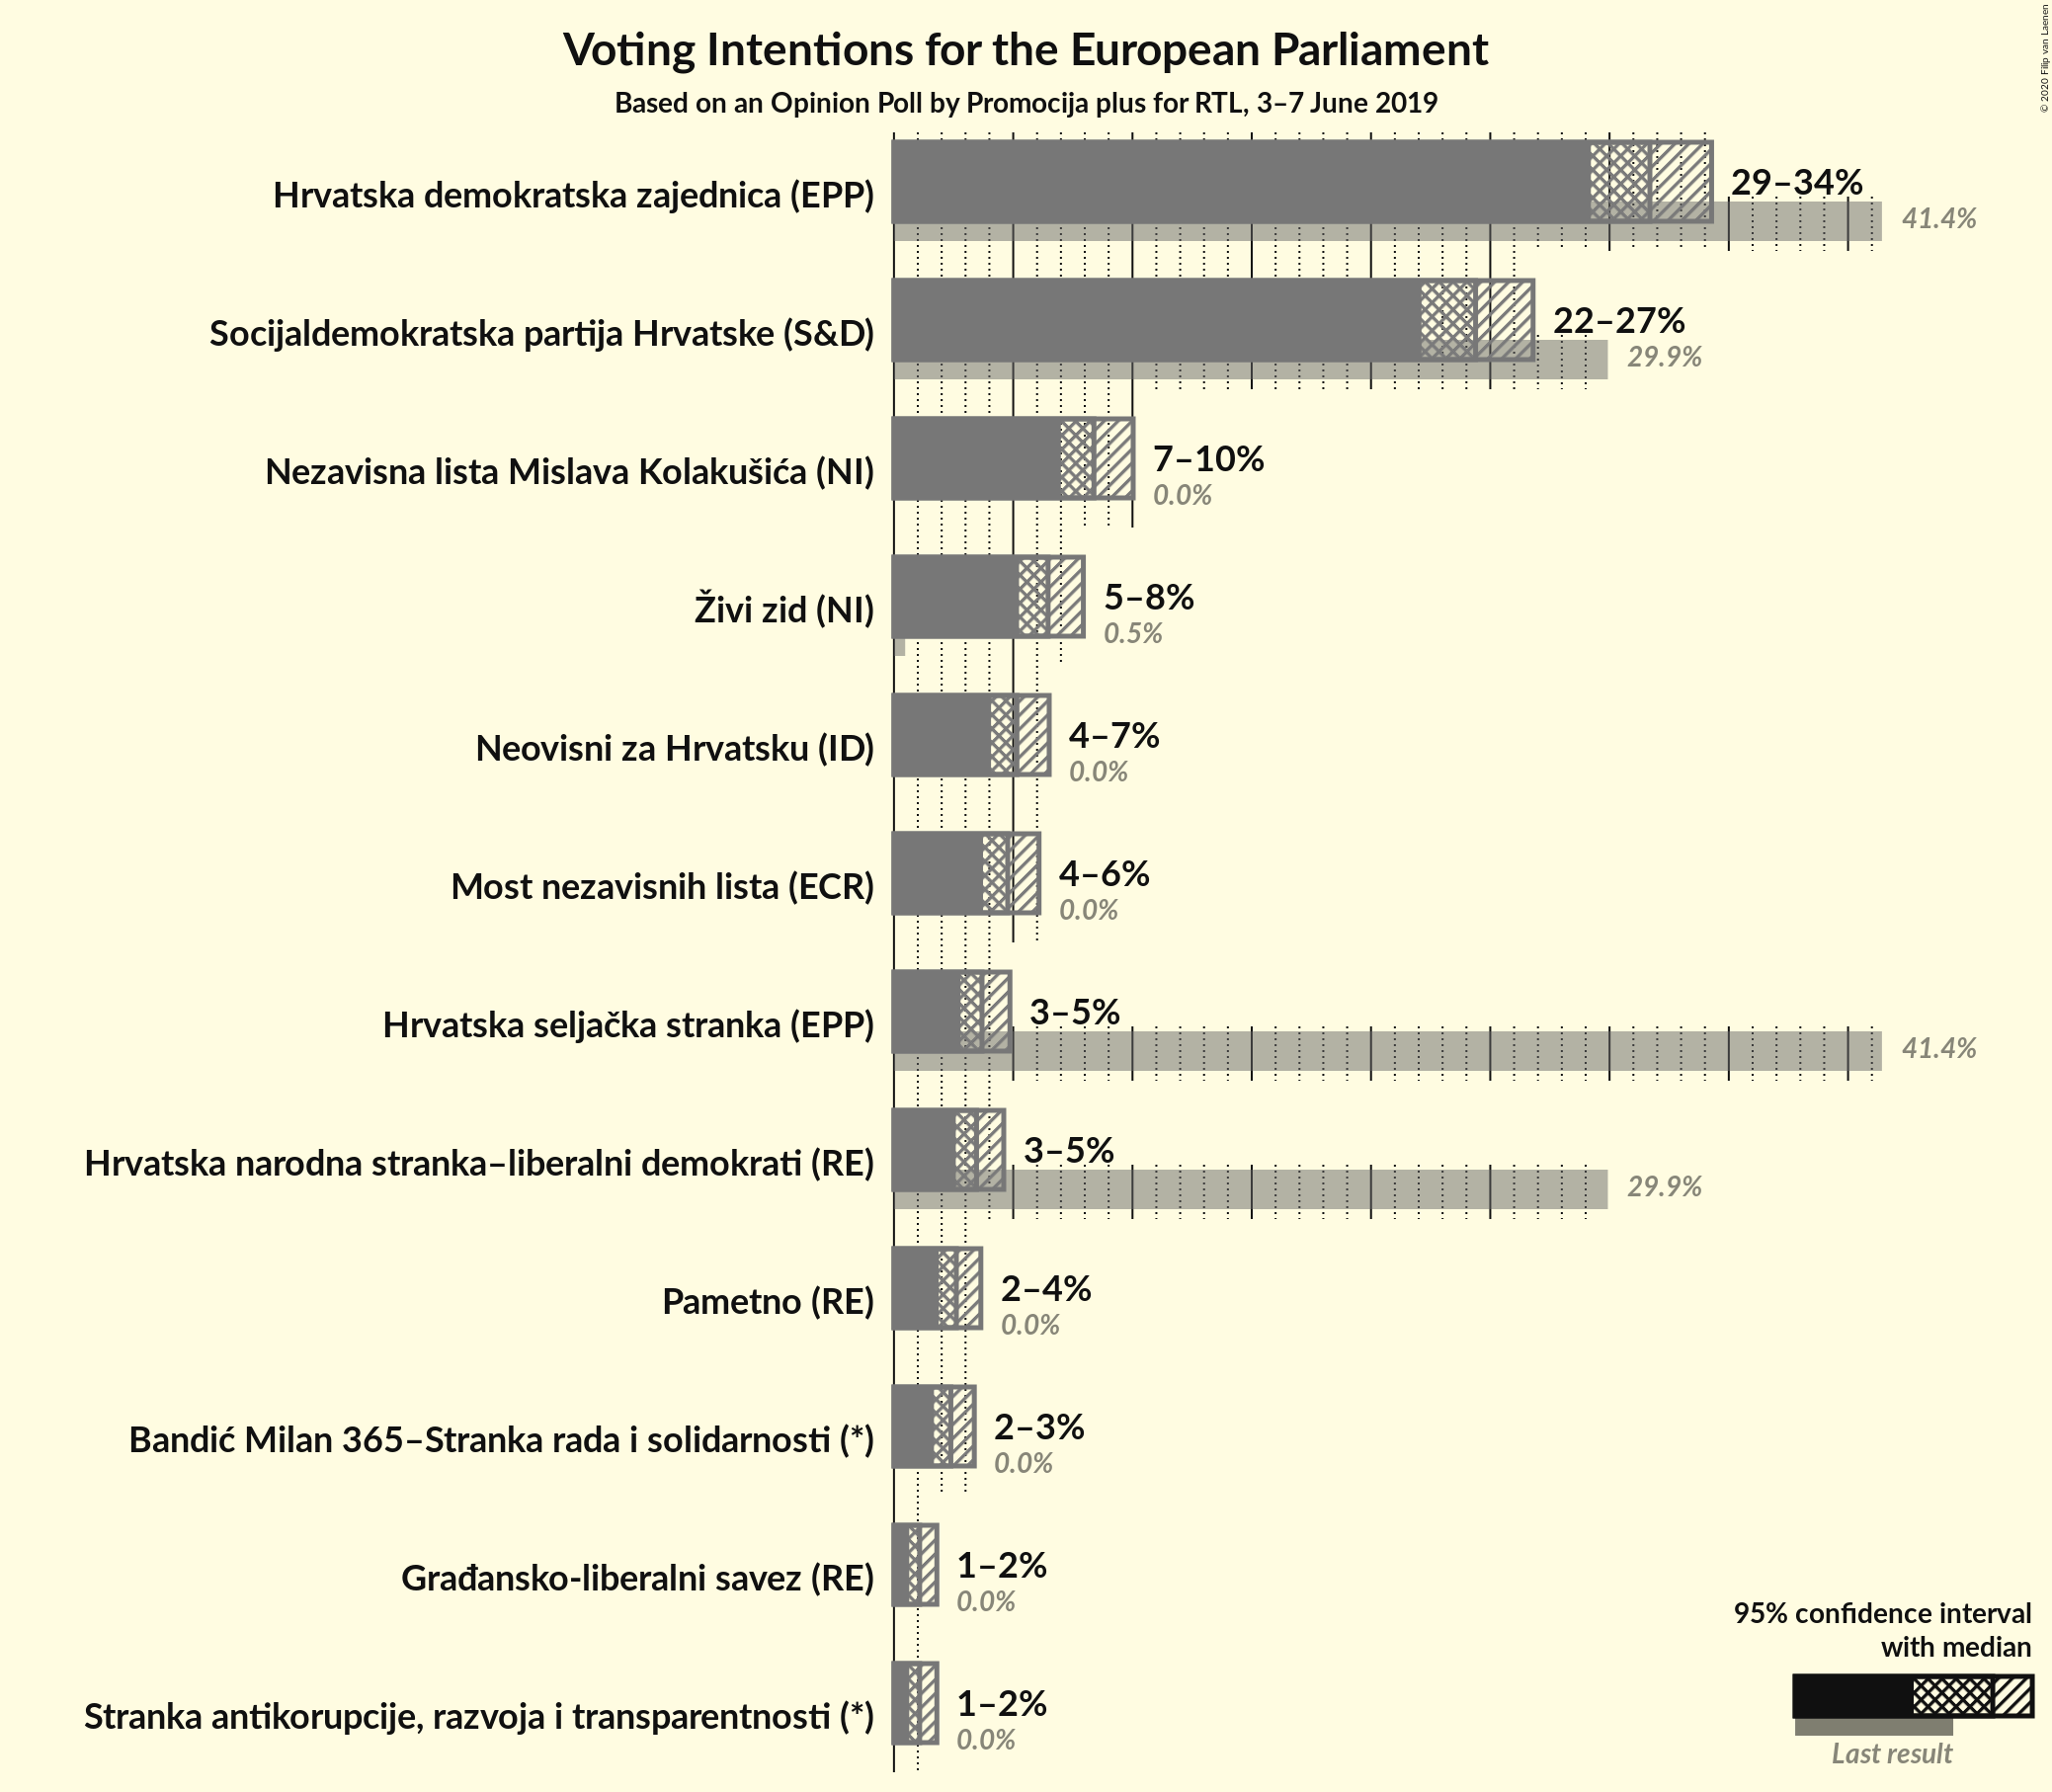 Voting Intentions for the European Parliament
Based on an Opinion Poll by Promocija plus for RTL, 3–7 June 2019
© 2020 Filip van Laenen
Hrvatska demokratska zajednica (EPP)
29–34%
41.4%
Socijaldemokratska partija Hrvatske (S&D)
22–27%
29.9%
Nezavisna lista Mislava Kolakušića (NI)
7–10%
0.0%
Živi zid (NI)
5–8%
0.5%
Neovisni za Hrvatsku (ID)
4–7%
0.0%
Most nezavisnih lista (ECR)
4–6%
0.0%
Hrvatska seljačka stranka (EPP)
3–5%
41.4%
Hrvatska narodna stranka–liberalni demokrati (RE)
3–5%
29.9%
Pametno (RE)
2–4%
0.0%
Bandić Milan 365–Stranka rada i solidarnosti (*)
2–3%
0.0%
Građansko-liberalni savez (RE)
1–2%
0.0%
Stranka antikorupcije, razvoja i transparentnosti (*)
1–2%
0.0%
95% confidence interval
with median
Last result